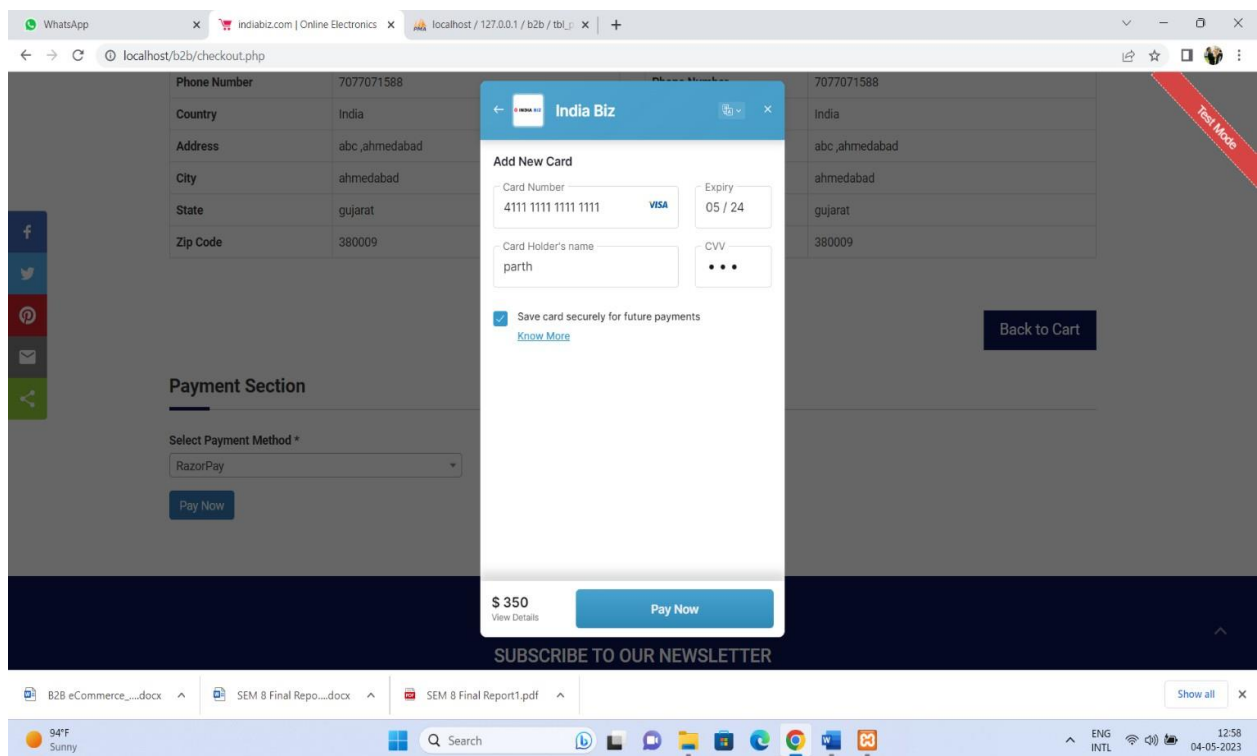 WhatsApp
indiabiz.com | Online Electronics
localhost / 127.0.0.1 / b2b / tbl_p
localhost/b2b/checkout.php
Test Mode
Phone Number 7077071588 Phone Number 7077071588
Country India India
Address abc ,ahmedabad abc ,ahmedabad
City ahmedabad ahmedabad
State gujarat gujarat
Zip Code 380009 380009
INDIA BIZ
India Biz
Add New Card
Card Number Expiry
4111 1111 1111 1111 VISA 05 / 24
Card Holder's name CVV
parth
Save card securely for future payments
Know More
Back to Cart
Payment Section
Select Payment Method *
RazorPay
Pay Now
$ 350
View Details
Pay Now
SUBSCRIBE TO OUR NEWSLETTER
B2B eCommerce_....docx SEM 8 Final Repo....docx SEM 8 Final Report1.pdf Show all
94°F
Sunny
Search
ENG
INTL
12:58
04-05-2023